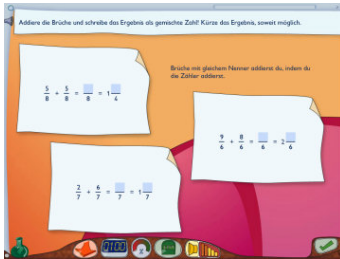 Addiere die Brüche und schreibe das Ergebnis als gemischte Zahl! Kürze das Ergebnis, soweit möglich.
Brüche mit gleichem Nenner addierst du, indem du
die Zähler addierst.
5/8 + 5/8 = /8 = 1 /4
9/6 + 8/6 = /6 = 2 /6
2/7 + 6/7 = /7 = 1 /7